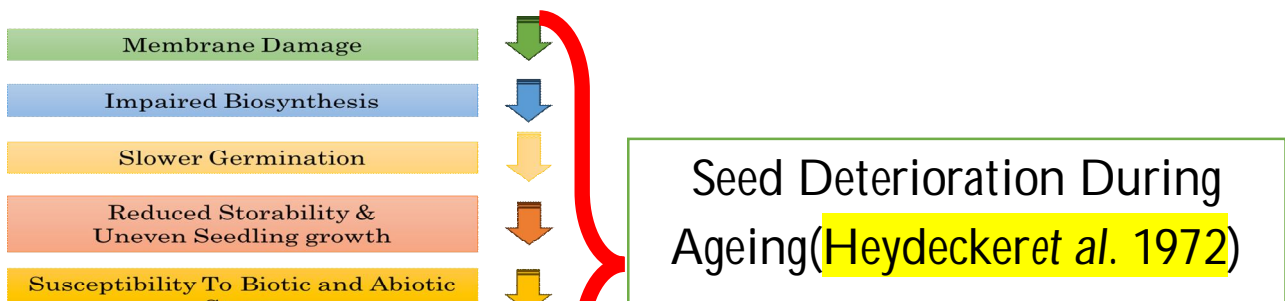 Membrane Damage
Impaired Biosynthesis
Slower Germination
Reduced Storability &
Uneven Seedling growth
Susceptibility To Biotic and Abiotic
Seed Deterioration During
Ageing(Heydeckeret al. 1972)